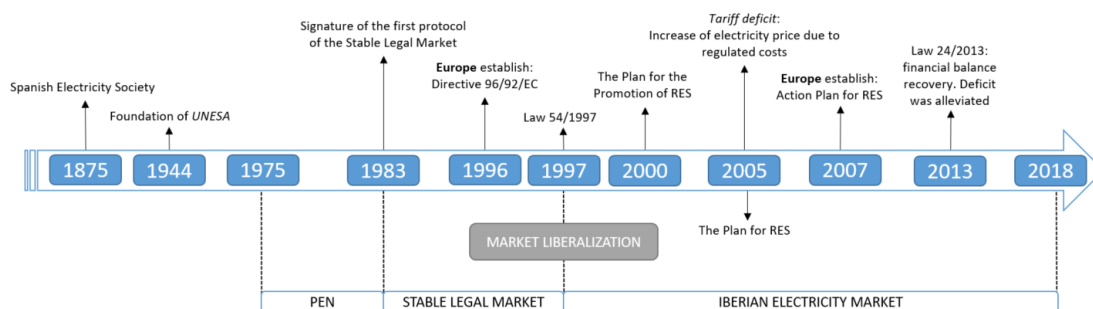 Spanish Electricity Society
Foundation of UNESA
Signature of the first protocol
of the Stable Legal Market
Europe establish:
Directive 96/92/EC
Law 54/1997
The Plan for the
Promotion of RES
Tariff deficit:
Increase of electricity price due to
regulated costs
Europe establish:
Action Plan for RES
Law 24/2013:
financial balance
recovery. Deficit
was alleviated
1875
1944
1975
1983
1996
1997
2000
2005
2007
2013
2018
The Plan for RES
MARKET LIBERALIZATION
PEN
STABLE LEGAL MARKET
IBERIAN ELECTRICITY MARKET